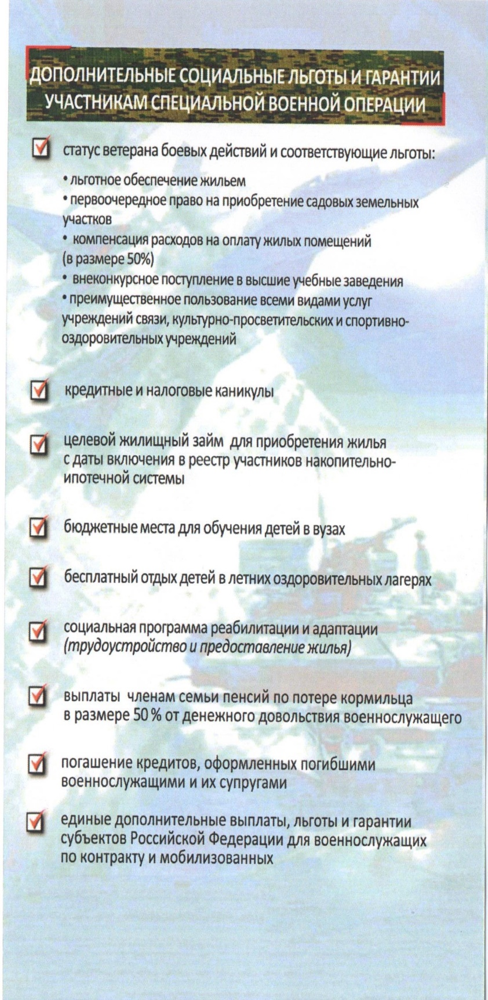 ДОПОЛНИТЕЛЬНЫЕ СОЦИАЛЬНЫЕ ЛЬГОТЫ И ГАРАНТИИ
УЧАСТНИКАМ СПЕЦИАЛЬНОЙ ВОЕННОЙ ОПЕРАЦИИ
статус ветерана боевых действий и соответствующие льготы:
• льготное обеспечение жильем
• первоочередное право на приобретение садовых земельных
участков
• компенсация расходов на оплату жилых помещений
(в размере 50%)
• внеконкурсное поступление в высшие учебные заведения
• преимущественное пользование всеми видами услуг
учреждений связи, культурно-просветительских и спортивно-
оздоровительных учреждений
кредитные и налоговые каникулы
целевой жилищный займ для приобретения жилья
с даты включения в реестр участников накопительно-
ипотечной системы
бюджетные места для обучения детей в вузах
бесплатный отдых детей в летних оздоровительных лагерях
социальная программа реабилитации и адаптации
(трудоустройство и предоставление жилья)
выплаты членам семьи пенсий по потере кормильца
в размере 50 % от денежного довольствия военнослужащего
погашение кредитов, оформленных погибшими
военнослужащими и их супругами
единые дополнительные выплаты, льготы и гарантии
субъектов Российской Федерации для военнослужащих
по контракту и мобилизованных